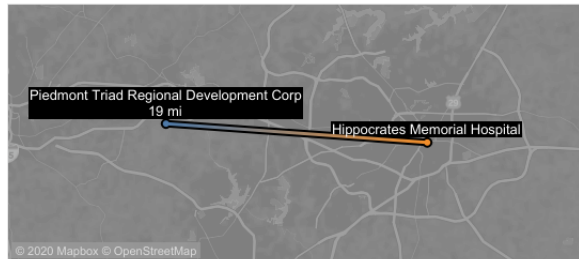 Piedmont Triad Regional Development Corp
19 mi
Hippocrates Memorial Hospital
© 2020 Mapbox © OpenStreetMap